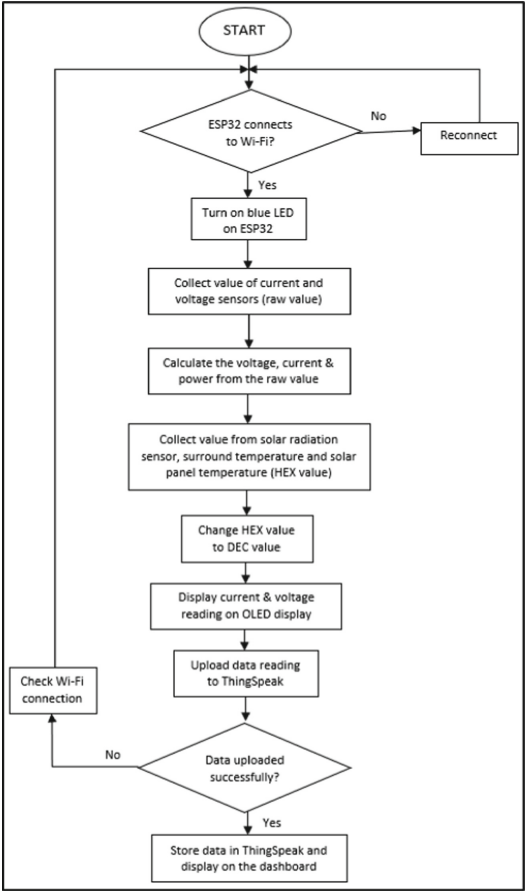 START
ESP32 connects
to Wi-Fi?
No
Reconnect
Yes
Turn on blue LED
on ESP32
Collect value of current and
voltage sensors (raw value)
Calculate the voltage, current &
power from the raw value
Collect value from solar radiation
sensor, surround temperature and solar
panel temperature (HEX value)
Change HEX value
to DEC value
Display current & voltage
reading on OLED display
Upload data reading
to ThingSpeak
Check Wi-Fi
connection
No
Data uploaded
successfully?
Yes
Store data in ThingSpeak and
display on the dashboard